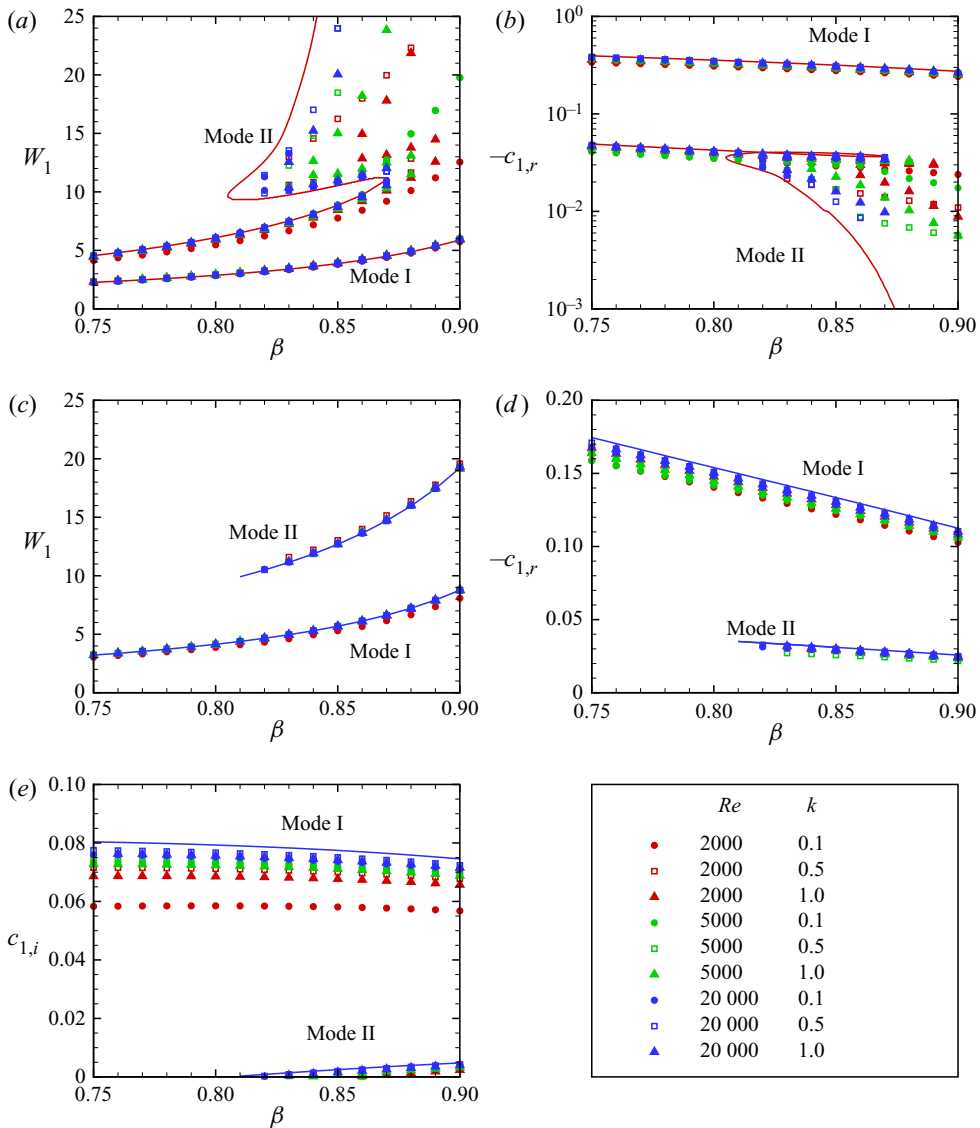 (a)
25
20
15
10
5
0
W1
Mode II
Mode I
0.75
0.80
0.85
0.90
β
(b)
10^0
10^−1
10^−2
10^−3
−c1,r
Mode I
Mode II
0.75
0.80
0.85
0.90
β
(c)
25
20
15
10
5
0
W1
Mode II
Mode I
0.75
0.80
0.85
0.90
β
(d)
0.20
0.15
0.10
0.05
0
−c1,r
Mode I
Mode II
0.75
0.80
0.85
0.90
β
(e)
0.10
0.08
0.06
0.04
0.02
0
c1,i
Mode I
Mode II
0.75
0.80
0.85
0.90
β
Re k
2000 0.1
2000 0.5
2000 1.0
5000 0.1
5000 0.5
5000 1.0
20 000 0.1
20 000 0.5
20 000 1.0